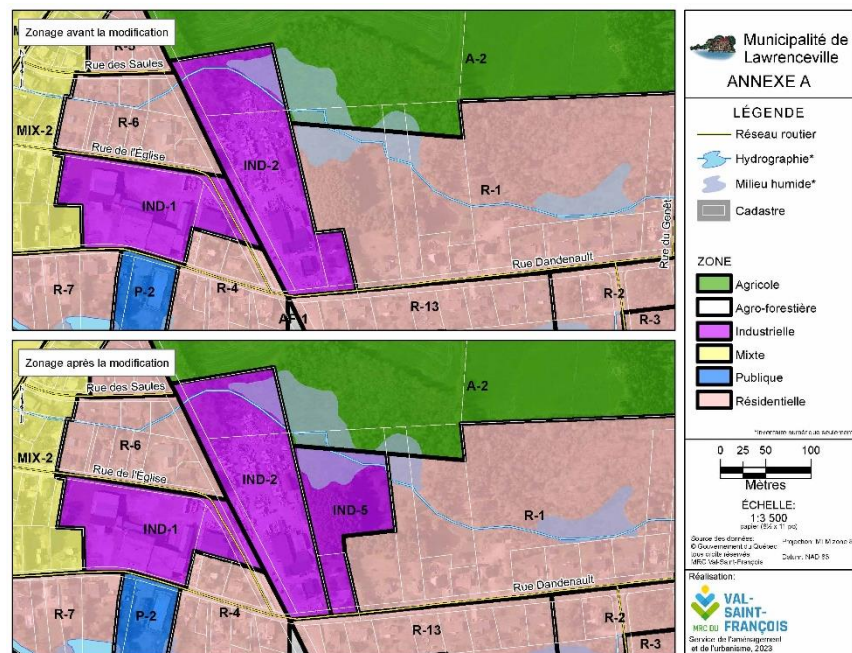 Zonage avant la modification
R-5
Rue des Saules
A-2
MIX-2
R-6
Rue de l'Église
IND-2
IND-1
R-1
Rue du Genêt
Rue Dandenault
R-7
P-2
R-4
R-13
R-2
R-3
Zonage après la modification
Rue des Saules
A-2
MIX-2
R-6
Rue de l'Église
IND-2
IND-5
IND-1
R-1
Rue Dandenault
R-7
P-2
R-4
R-13
R-2
R-3
Municipalité de
Lawrenceville
ANNEXE A
LÉGENDE
Réseau routier
Hydrographie*
Milieu humide*
Cadastre
ZONE
Agricole
Agro-forestière
Industrielle
Mixte
Publique
Résidentielle
0 25 50 100
Mètres
ÉCHELLE:
1:3 500
Source des données:
© Gouvernement du Québec
tous droits réservés
MRC Val-Saint-François
Réalisation:
MRC DU
VAL-
SAINT-
FRANÇOIS
Service de l'aménagement
et de l'urbanisme, 2023